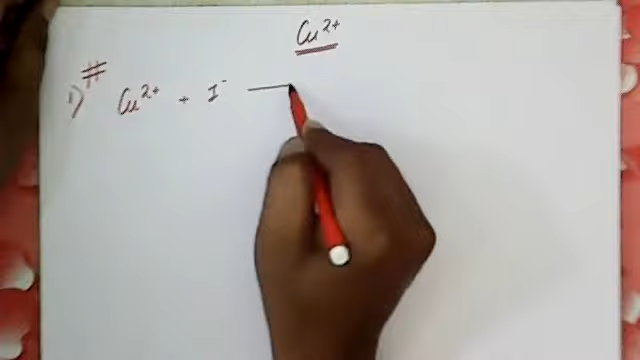 Cu²⁺
#
1) Cu²⁺ + I⁻ —